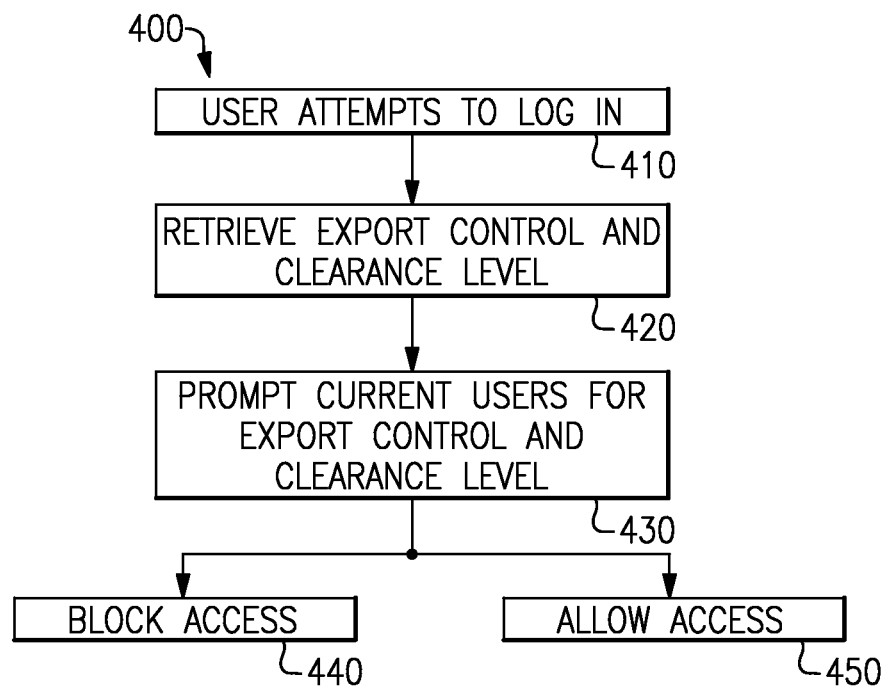 400
USER ATTEMPTS TO LOG IN
410
RETRIEVE EXPORT CONTROL AND
CLEARANCE LEVEL
420
PROMPT CURRENT USERS FOR
EXPORT CONTROL AND
CLEARANCE LEVEL
430
BLOCK ACCESS
440
ALLOW ACCESS
450